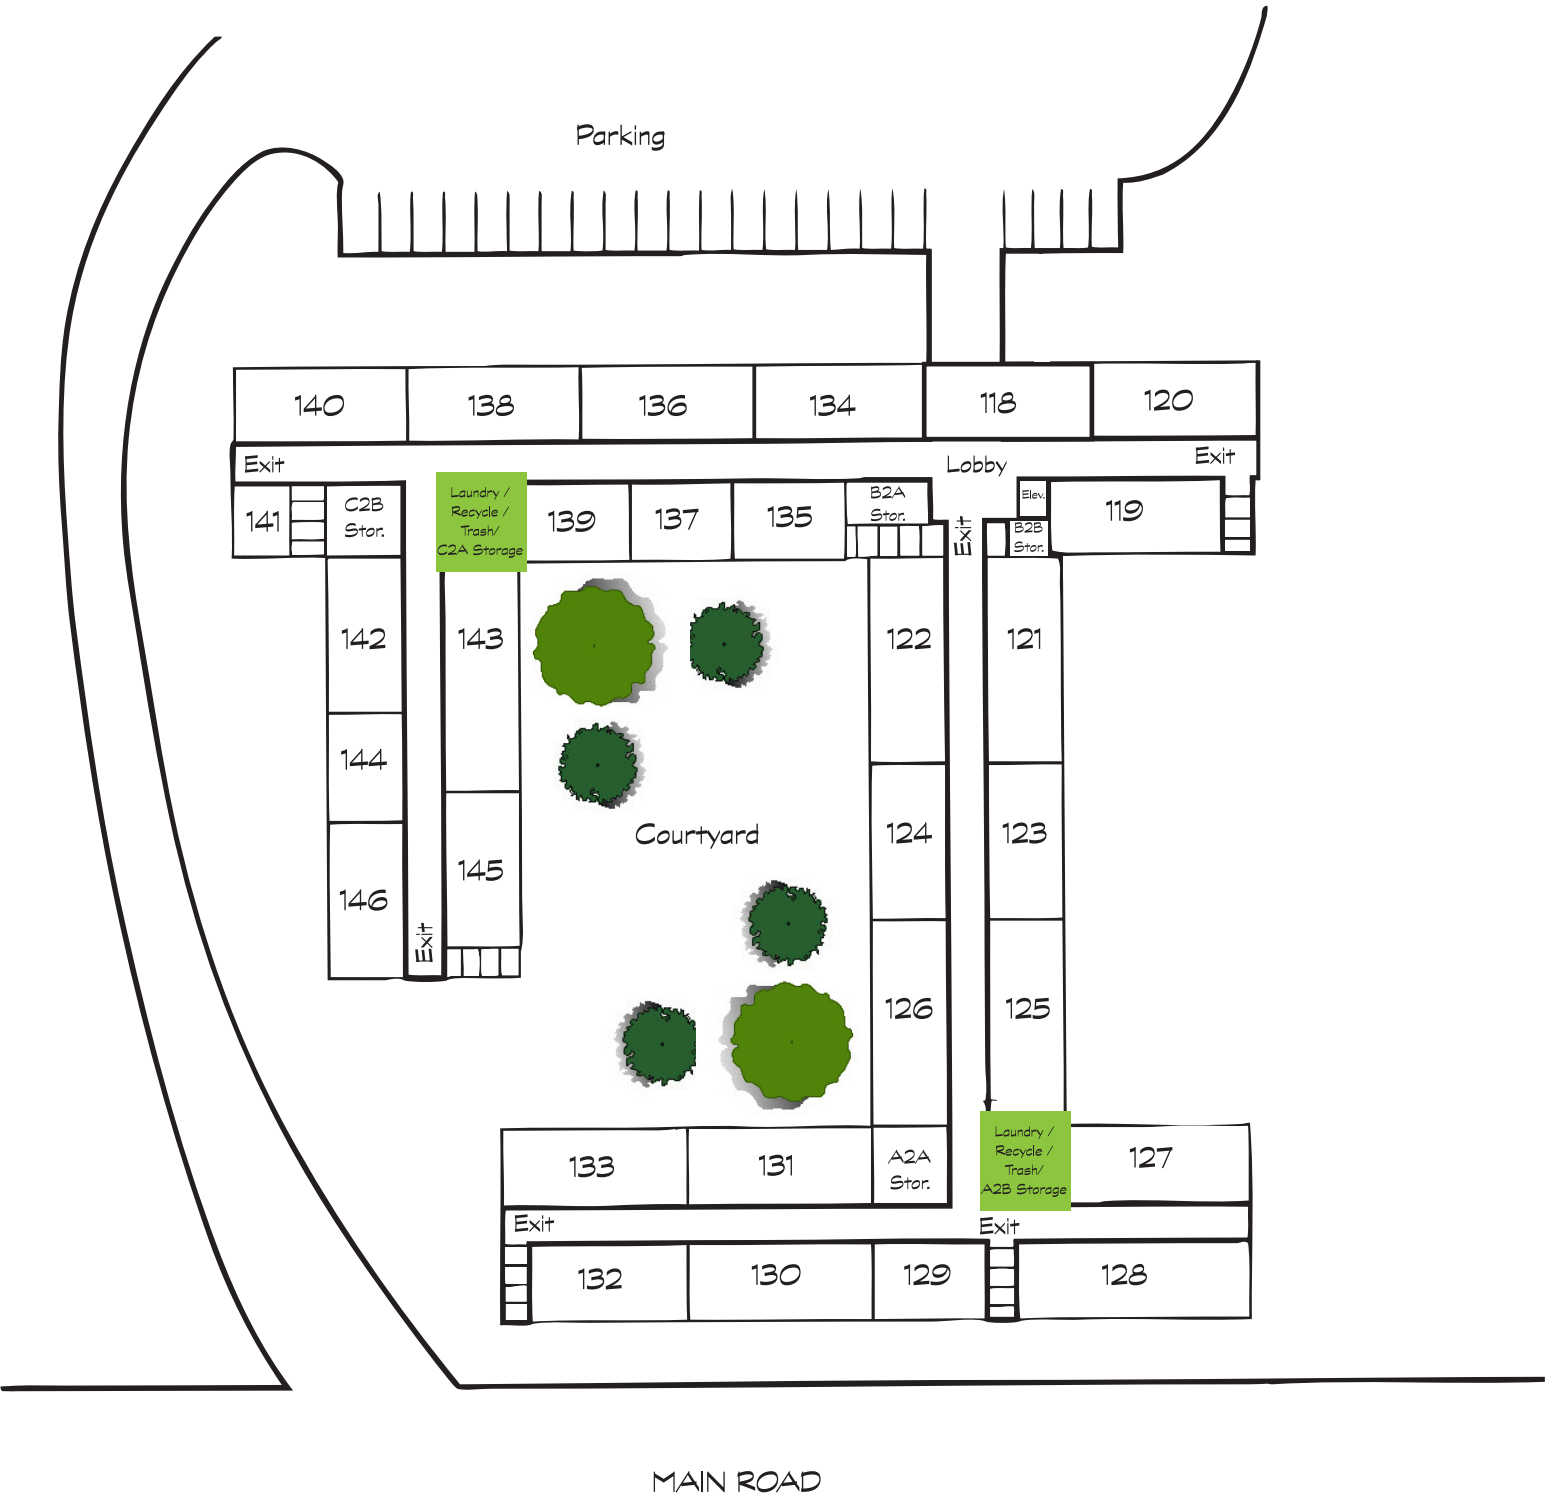 Parking
140
138
136
134
118
120
Exit
Lobby
Exit
141
C2B
Stor.
Laundry /
Recycle /
Trash/
C2A Storage
139
137
135
B2A
Stor.
Exit
Elev.
B2B
Stor.
119
142
143
122
121
144
Courtyard
124
123
145
146
Exit
126
125
133
131
A2A
Stor.
Laundry /
Recycle /
Trash/
A2B Storage
127
Exit
Exit
132
130
129
128
MAIN ROAD